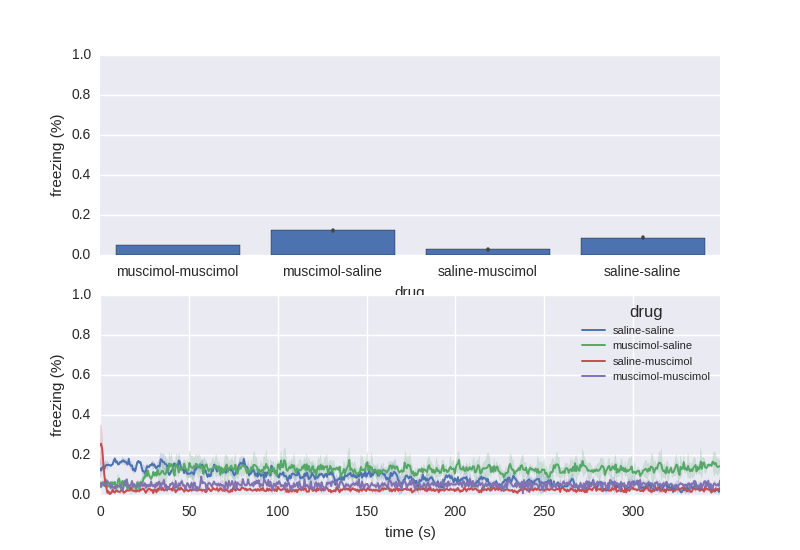 1.0
0.8
0.6
0.4
0.2
0.0
freezing (%)
muscimol-muscimol muscimol-saline saline-muscimol saline-saline
drug
1.0
0.8
0.6
0.4
0.2
0.0
freezing (%)
drug
saline-saline
muscimol-saline
saline-muscimol
muscimol-muscimol
0 50 100 150 200 250 300
time (s)